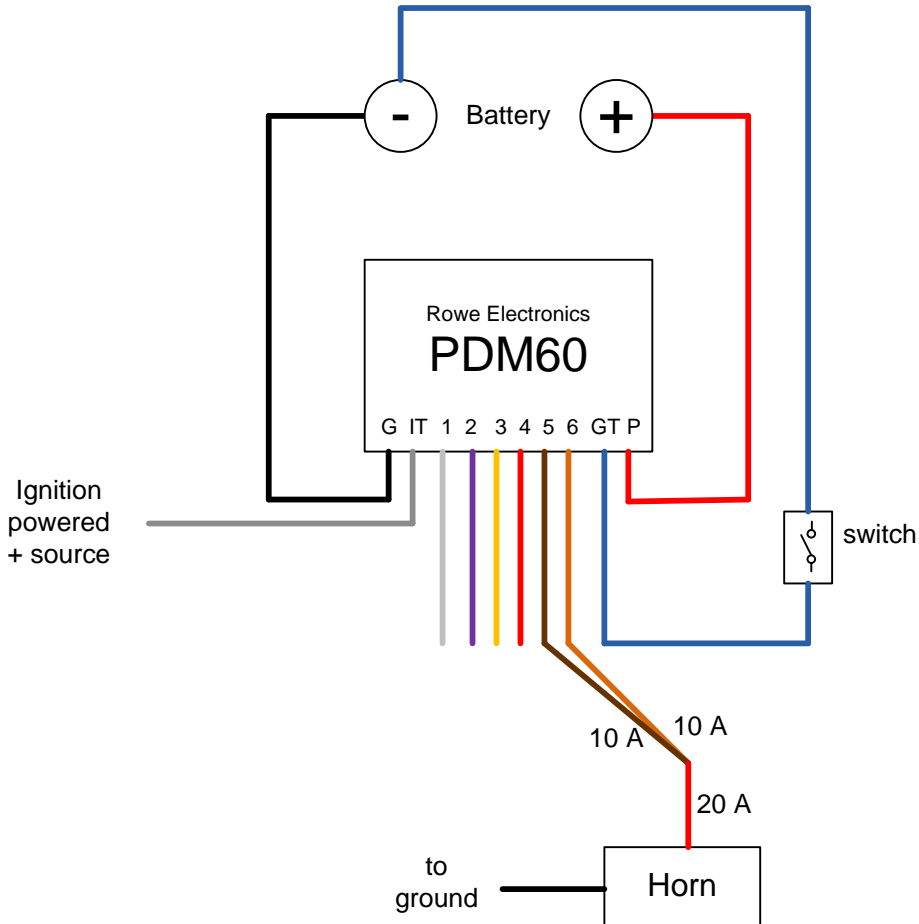 -
Battery
+
Rowe Electronics
PDM60
G IT 1 2 3 4 5 6 GT P
Ignition
powered
+ source
switch
10 A
10 A
20 A
to
ground
Horn